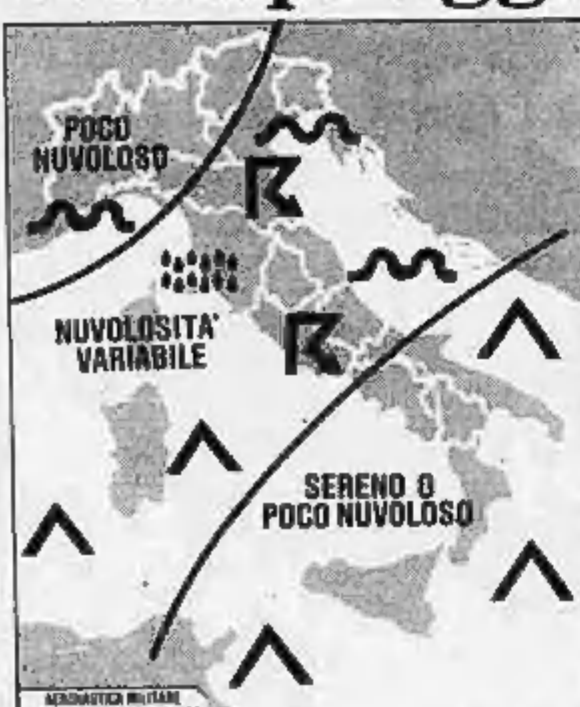 POCO
NUVOLOSO
NUVOLOSITA'
VARIABILE
SERENO O
POCO NUVOLOSO
AERONAUTICA MILITARE